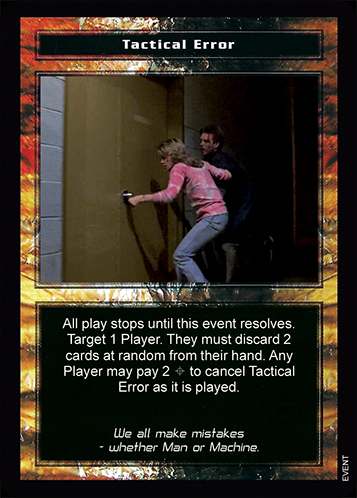 Tactical Error
All play stops until this event resolves.
Target 1 Player. They must discard 2
cards at random from their hand. Any
Player may pay 2 ⌖ to cancel Tactical
Error as it is played.
We all make mistakes
- whether Man or Machine.
EVENT